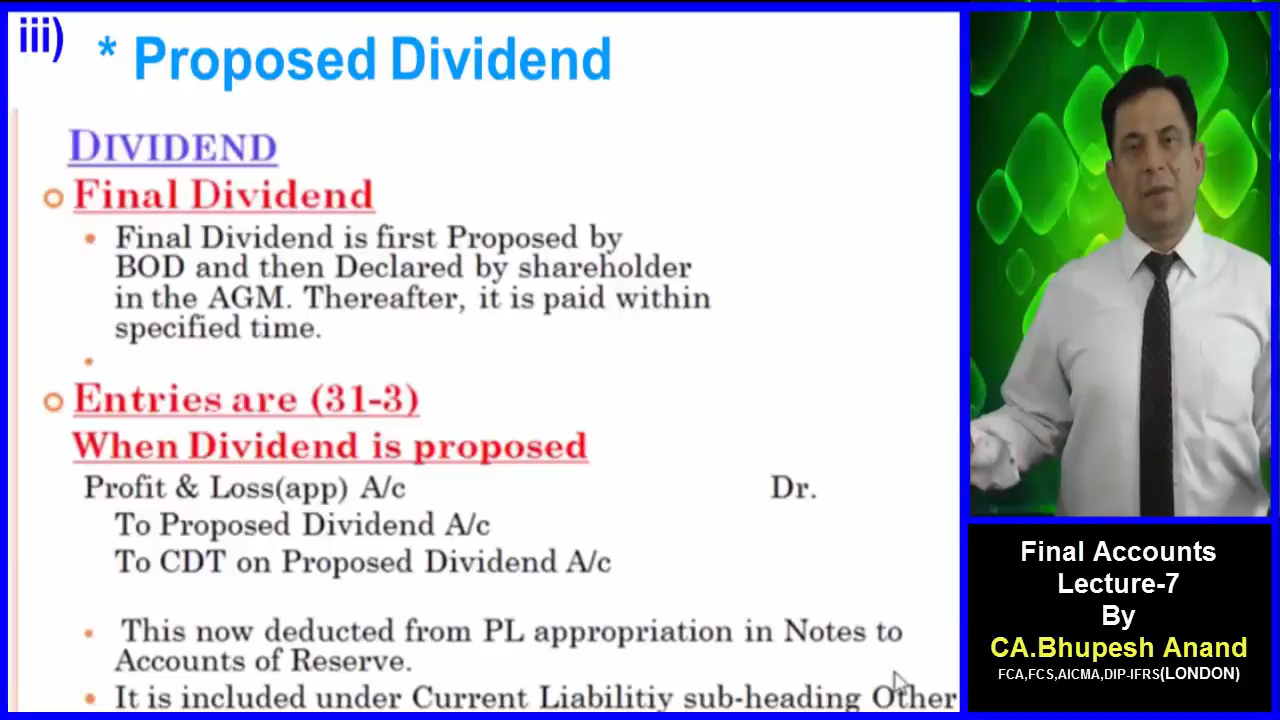 iii)
* Proposed Dividend
DIVIDEND
Final Dividend
Final Dividend is first Proposed by
BOD and then Declared by shareholder
in the AGM. Thereafter, it is paid within
specified time.
Entries are (31-3)
When Dividend is proposed
Profit & Loss(app) A/c Dr.
To Proposed Dividend A/c
To CDT on Proposed Dividend A/c
This now deducted from PL appropriation in Notes to
Accounts of Reserve.
It is included under Current Liabilitiy sub-heading Other
Final Accounts
Lecture-7
By
CA.Bhupesh Anand
FCA,FCS,AICMA,DIP-IFRS(LONDON)